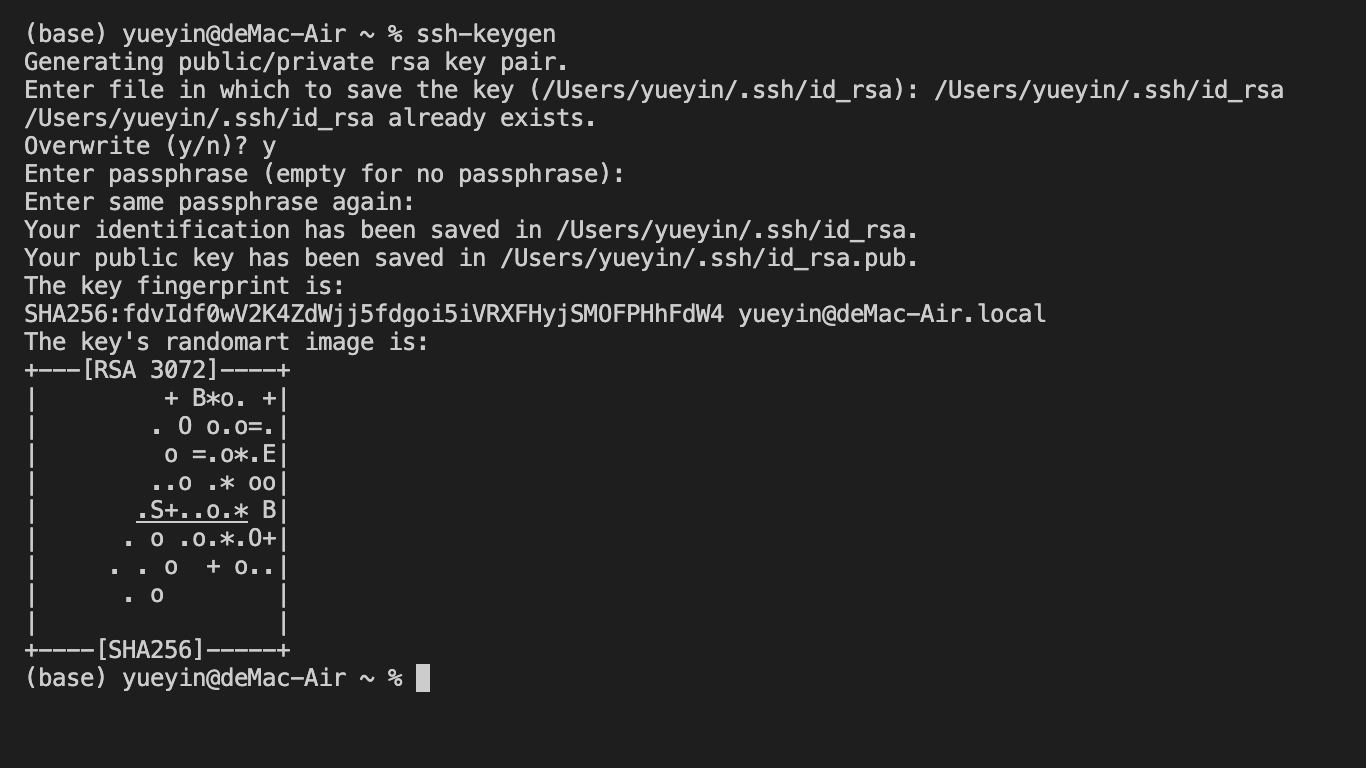 (base) yueyin@deMac-Air ~ % ssh-keygen
Generating public/private rsa key pair.
Enter file in which to save the key (/Users/yueyin/.ssh/id_rsa): /Users/yueyin/.ssh/id_rsa
/Users/yueyin/.ssh/id_rsa already exists.
Overwrite (y/n)? y
Enter passphrase (empty for no passphrase):
Enter same passphrase again:
Your identification has been saved in /Users/yueyin/.ssh/id_rsa.
Your public key has been saved in /Users/yueyin/.ssh/id_rsa.pub.
The key fingerprint is:
SHA256:fdvIdf0wV2K4ZdWjj5fdgoi5iVRXFHyjSMOFPHhFdW4 yueyin@deMac-Air.local
The key's randomart image is:
+---[RSA 3072]----+
|         + B*o. +|
|        . O o.o=.|
|         o =.o*.E|
|        ..o .* oo|
|       .S+..o.* B|
|      . o .o.*.O+|
|     . . o  + o..|
|      . o        |
|                 |
+----[SHA256]-----+
(base) yueyin@deMac-Air ~ %